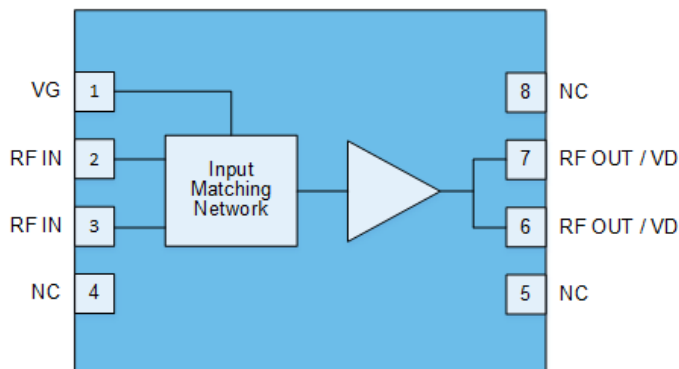 VG 1
8 NC
RF IN 2
7 RF OUT / VD
Input
Matching
Network
RF IN 3
6 RF OUT / VD
NC 4
5 NC